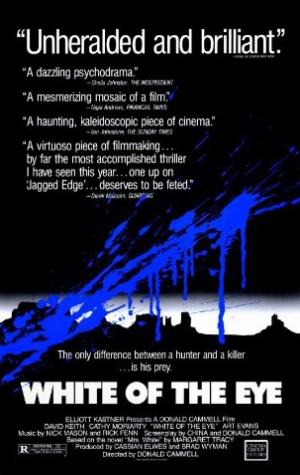 "Unheralded and brilliant."
"A dazzling psychodrama."
—Sheila Johnston, THE INDEPENDENT
"A mesmerizing mosaic of a film."
—Nigel Andrews, FINANCIAL TIMES
"A haunting, kaleidoscopic piece of cinema."
—Iain Johnstone, THE SUNDAY TIMES
"A virtuoso piece of filmmaking...
by far the most accomplished thriller
I have seen this year...one up on
'Jagged Edge'...deserves to be feted."
—Derek Malcolm, GUARDIAN
The only difference between a hunter and a killer
...is his prey.
WHITE OF THE EYE
ELLIOTT KASTNER Presents A DONALD CAMMELL Film
DAVID KEITH CATHY MORIARTY "WHITE OF THE EYE" ART EVANS
Music by NICK MASON and RICK FENN Screenplay by CHINA and DONALD CAMMELL
Based on the novel "Mrs. White" by MARGARET TRACY
Produced by CASSIAN ELWES and BRAD WYMAN
Directed by DONALD CAMMELL
R RESTRICTED